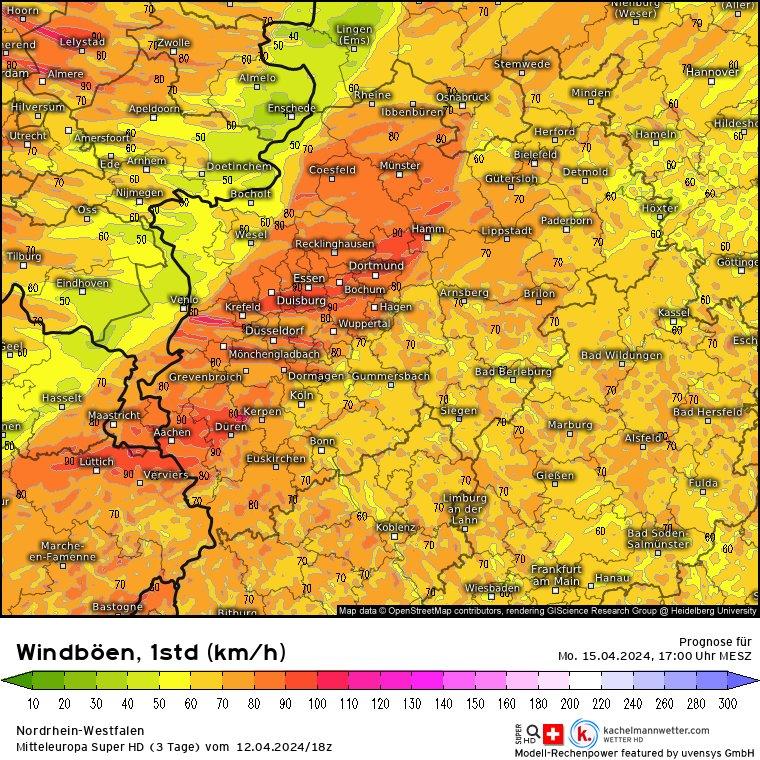 Hoorn
Lelystad
Zwolle
Almere
Hilversum
Apeldoorn
Almelo
Enschede
Lingen
(Ems)
Rheine
Ibbenbüren
Osnabrück
Stemwede
Nienburg
(Weser)
(Aller)
Hannover
Minden
Utrecht
Amersfoort
Ede
Arnhem
Doetinchem
Nijmegen
Bocholt
Coesfeld
Münster
Herford
Bielefeld
Gütersloh
Detmold
Hameln
Höxter
Oss
Wesel
Recklinghausen
Hamm
Lippstadt
Paderborn
Tilburg
Eindhoven
Venlo
Essen
Dortmund
Bochum
Duisburg
Hagen
Krefeld
Düsseldorf
Wuppertal
Arnsberg
Brilon
Kassel
Mönchengladbach
Grevenbroich
Dormagen
Gummersbach
Bad Berleburg
Bad Wildungen
Hasselt
Maastricht
Aachen
Düren
Kerpen
Köln
Siegen
Marburg
Bad Hersfeld
Alsfeld
Lüttich
Verviers
Euskirchen
Bonn
Gießen
Fulda
Limburg
an der
Lahn
Koblenz
Bad Soden-
Salmünster
Marche-
en-Famenne
Frankfurt
am Main
Hanau
Wiesbaden
Bastogne
Bitburg
Map data © OpenStreetMap contributors, rendering GIScience Research Group @ Heidelberg University
Windböen, 1std (km/h)
Prognose für
Mo. 15.04.2024, 17:00 Uhr MESZ
10 20 30 40 50 60 70 80 90 100 110 120 130 140 150 160 180 200 220 240 260 280 300
Nordrhein-Westfalen
Mitteleuropa Super HD (3 Tage) vom 12.04.2024/18z
SUPER HD
k.
kachelmannwetter.com
WETTER HD
Modell-Rechenpower featured by uvensys GmbH